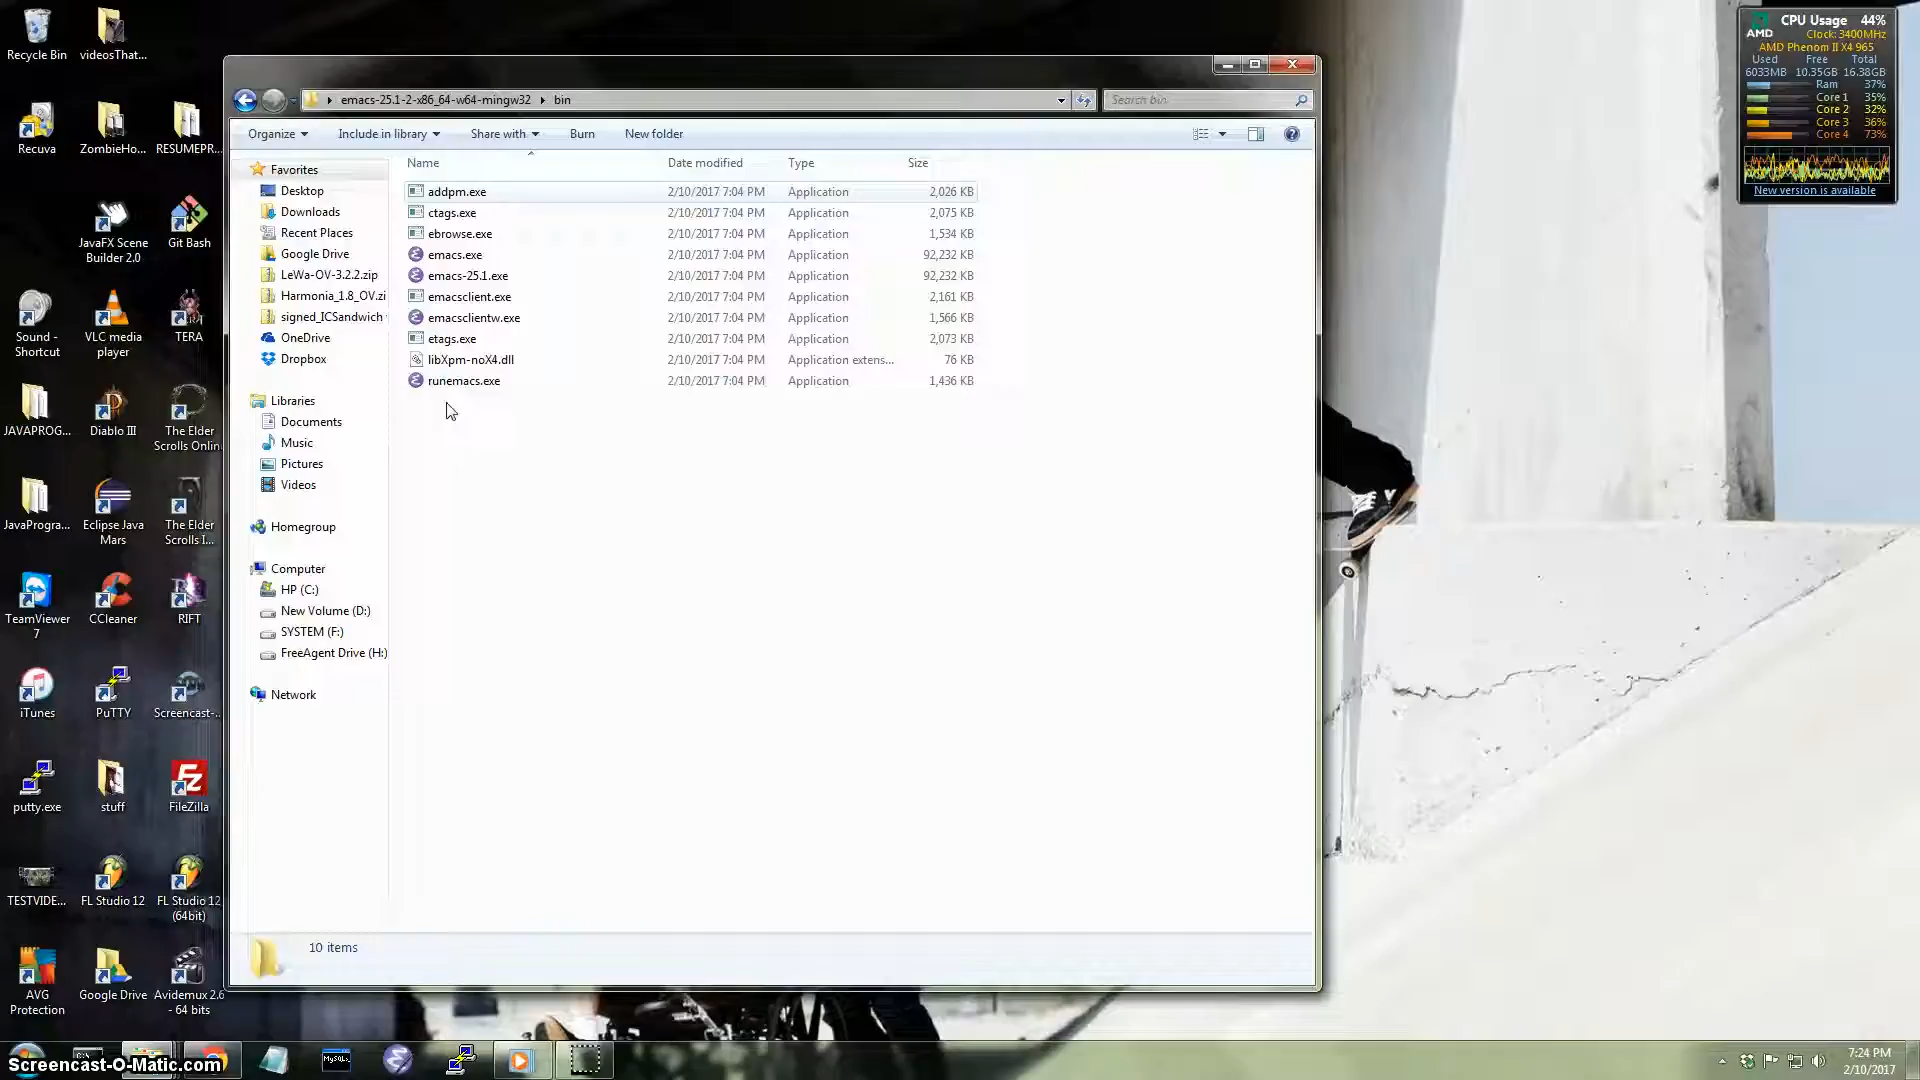 Recycle Bin
videosThat...
Recuva
ZombieHo...
RESUMEPR...
JavaFX Scene
Builder 2.0
Git Bash
Sound -
Shortcut
VLC media
player
TERA
JAVAPROG...
Diablo III
The Elder
Scrolls Onlin
JavaProgra...
Eclipse Java
Mars
The Elder
Scrolls I...
TeamViewer
7
CCleaner
RIFT
iTunes
PuTTY
Screencast-...
putty.exe
stuff
FileZilla
TESTVIDE...
FL Studio 12
FL Studio 12
(64bit)
AVG
Protection
Google Drive
Avidemux 2.6
- 64 bits
emacs-25.1-2-x86_64-w64-mingw32
bin
Search bin
Organize
Include in library
Share with
Burn
New folder
Favorites
Desktop
Downloads
Recent Places
Google Drive
LeWa-OV-3.2.2.zip
Harmonia_1.8_OV.zi
signed_ICSandwich
OneDrive
Dropbox
Libraries
Documents
Music
Pictures
Videos
Homegroup
Computer
HP (C:)
New Volume (D:)
SYSTEM (F:)
FreeAgent Drive (H:)
Network
Name Date modified Type Size
addpm.exe 2/10/2017 7:04 PM Application 2,026 KB
ctags.exe 2/10/2017 7:04 PM Application 2,075 KB
ebrowse.exe 2/10/2017 7:04 PM Application 1,534 KB
emacs.exe 2/10/2017 7:04 PM Application 92,232 KB
emacs-25.1.exe 2/10/2017 7:04 PM Application 92,232 KB
emacsclient.exe 2/10/2017 7:04 PM Application 2,161 KB
emacsclientw.exe 2/10/2017 7:04 PM Application 1,566 KB
etags.exe 2/10/2017 7:04 PM Application 2,073 KB
libXpm-noX4.dll 2/10/2017 7:04 PM Application extens... 76 KB
runemacs.exe 2/10/2017 7:04 PM Application 1,436 KB
10 items
CPU Usage 44%
AMD
Clock: 3400MHz
AMD Phenom II X4 965
Used Free Total
6033MB 10.35GB 16.38GB
Ram 37%
Core 1 35%
Core 2 32%
Core 3 36%
Core 4 73%
New version is available
MySQL
Screencast-O-Matic.com
7:24 PM
2/10/2017